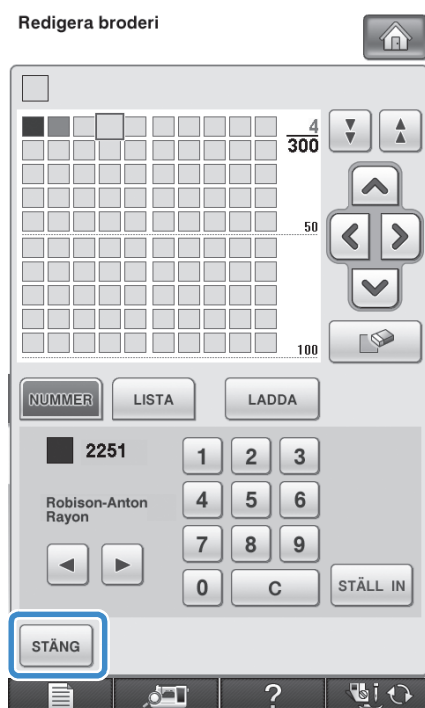 Redigera broderi
4
300
50
100
NUMMER LISTA LADDA
2251
Robison-Anton
Rayon
1 2 3
4 5 6
7 8 9
0 C
STÄLL IN
STÄNG
?